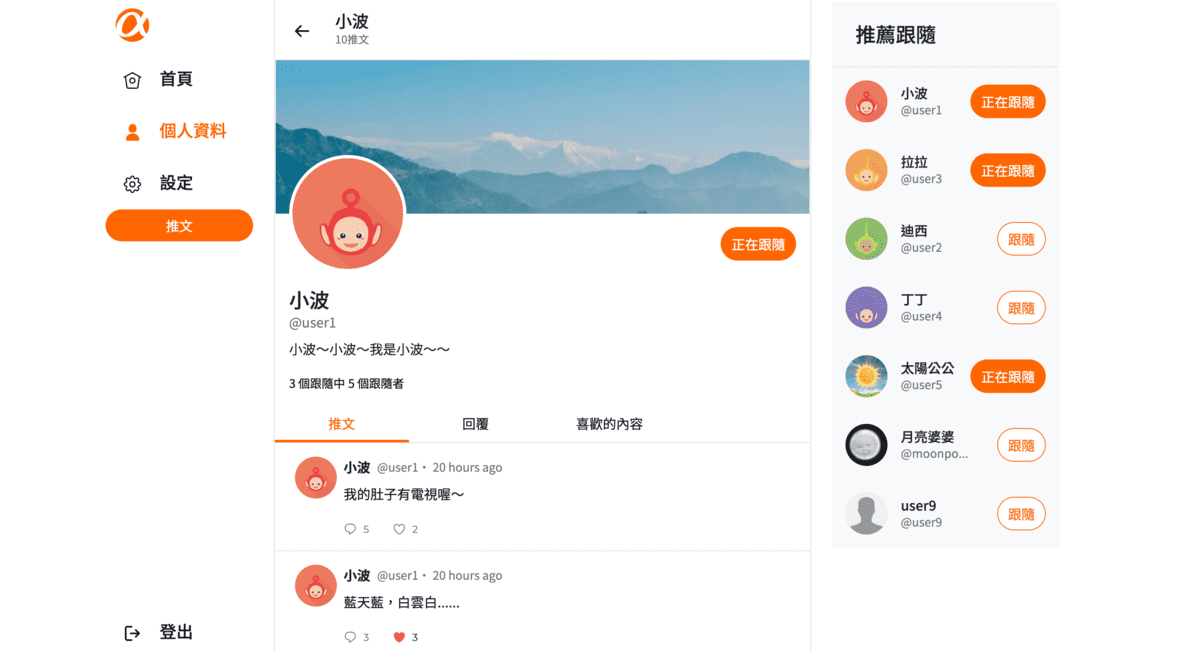 首頁
個人資料
設定
推文
登出
小波
10推文
正在跟隨
小波
@user1
小波～小波～我是小波～～
3 個跟隨中 5 個跟隨者
推文 回覆 喜歡的內容
小波 @user1・ 20 hours ago
我的肚子有電視喔～
5 2
小波 @user1・ 20 hours ago
藍天藍，白雲白......
3 3
推薦跟隨
小波
@user1
正在跟隨
拉拉
@user3
正在跟隨
迪西
@user2
跟隨
丁丁
@user4
跟隨
太陽公公
@user5
正在跟隨
月亮婆婆
@moonpo...
跟隨
user9
@user9
跟隨